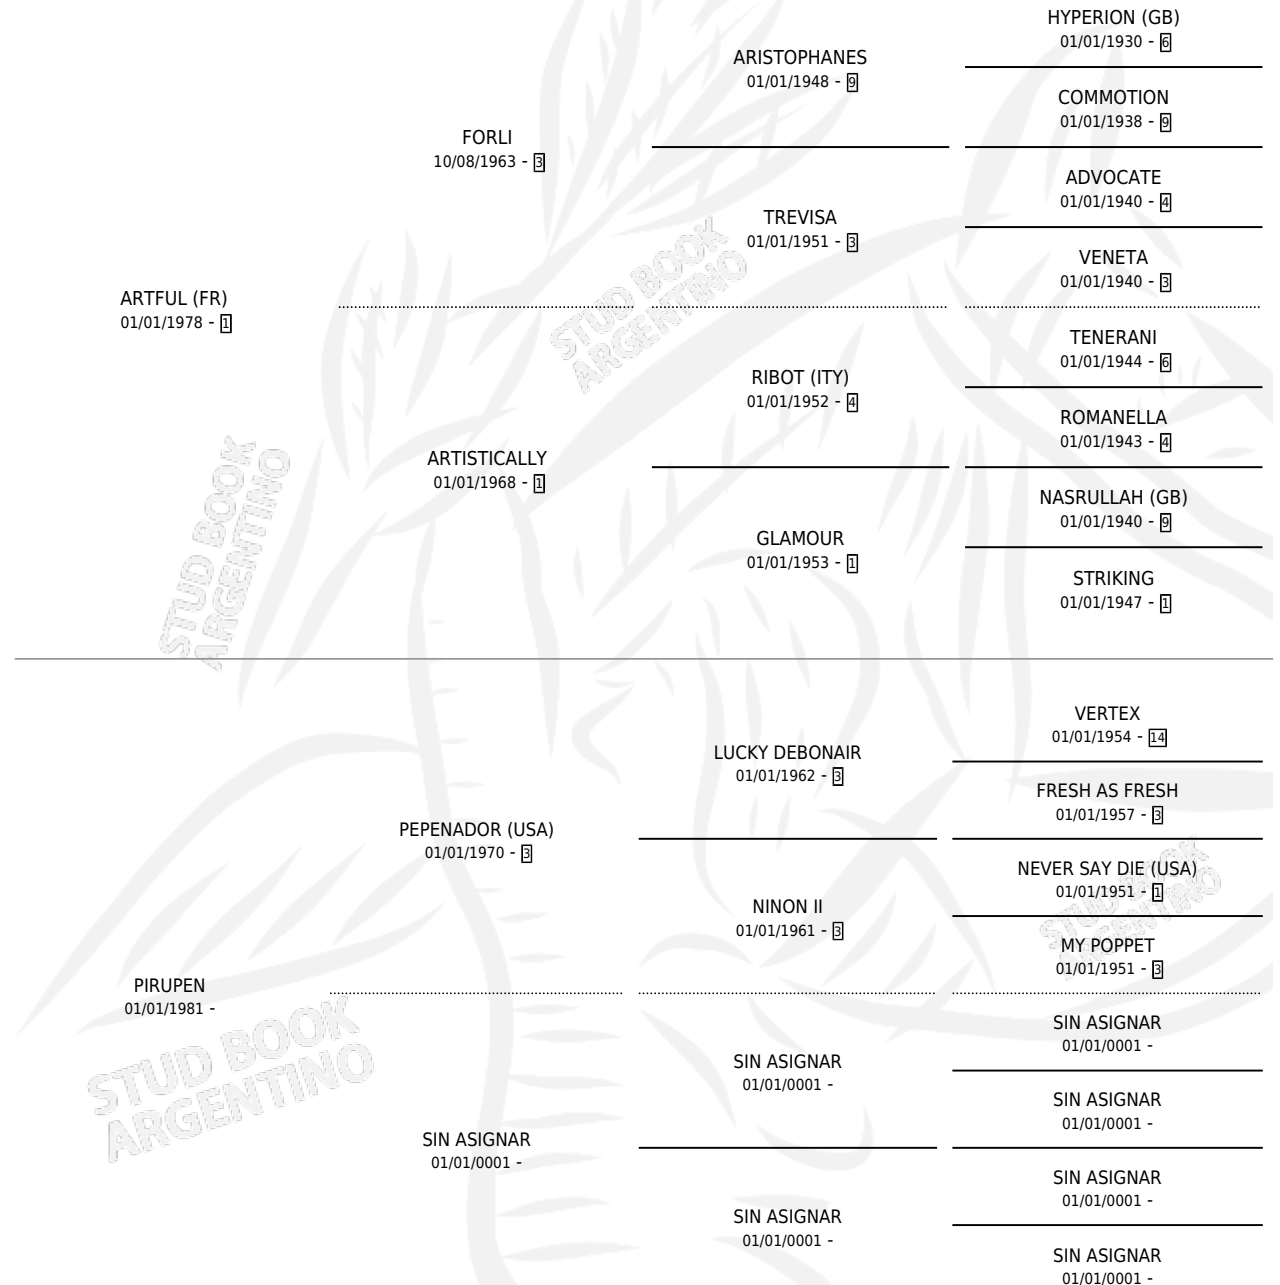 HYPERION (GB)
01/01/1930 - 6
ARISTOPHANES
01/01/1948 - 9
COMMOTION
01/01/1938 - 9
FORLI
10/08/1963 - 3
ADVOCATE
01/01/1940 - 4
TREVISA
01/01/1951 - 3
VENETA
01/01/1940 - 3
ARTFUL (FR)
01/01/1978 - 1
TENERANI
01/01/1944 - 6
RIBOT (ITY)
01/01/1952 - 4
ROMANELLA
01/01/1943 - 4
ARTISTICALLY
01/01/1968 - 1
NASRULLAH (GB)
01/01/1940 - 9
GLAMOUR
01/01/1953 - 1
STRIKING
01/01/1947 - 1
STUD BOOK
ARGENTINO
STUD BOOK
ARGENTINO
VERTEX
01/01/1954 - 14
LUCKY DEBONAIR
01/01/1962 - 3
FRESH AS FRESH
01/01/1957 - 3
PEPENADOR (USA)
01/01/1970 - 3
NEVER SAY DIE (USA)
01/01/1951 - 1
NINON II
01/01/1961 - 3
MY POPPET
01/01/1951 - 3
STUD BOOK
ARGENTINO
PIRUPEN
01/01/1981 -
SIN ASIGNAR
01/01/0001 -
SIN ASIGNAR
01/01/0001 -
SIN ASIGNAR
01/01/0001 -
SIN ASIGNAR
01/01/0001 -
SIN ASIGNAR
01/01/0001 -
SIN ASIGNAR
01/01/0001 -
SIN ASIGNAR
01/01/0001 -
STUD BOOK
ARGENTINO